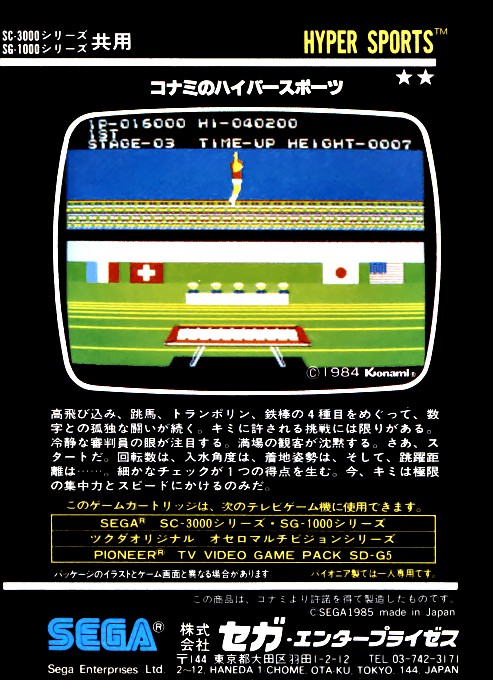 SC-3000シリーズ
SG-1000シリーズ 共用
HYPER SPORTS™
★★
コナミのハイパースポーツ
1P-016000 HI-040200
1ST
STAGE-03 TIME-UP HEIGHT-0007
©1984 Konami®
高飛び込み、跳馬、トランポリン、鉄棒の4種目をめぐって、数
字との孤独な闘いが続く。キミに許される挑戦には限りがある。
冷静な審判員の眼が注目する。満場の観客が沈黙する。さあ、ス
タートだ。回転数は、入水角度は、着地姿勢は、そして、跳躍距
離は……。細かなチェックが1つの得点を生む。今、キミは極限
の集中力とスピードにかけるのみだ。
このゲームカートリッジは、次のテレビゲーム機に使用できます。
SEGA® SC-3000シリーズ・SG-1000シリーズ
ツクダオリジナル オセロマルチビジョンシリーズ
PIONEER® TV VIDEO GAME PACK SD-G5
パッケージのイラストとゲーム画面と異なる場合があります パイオニア製では一人専用です。
この商品は、コナミより許諾を得て製造したものです。
©SEGA1985 made in Japan
SEGA® 株式会社 セガ・エンタープライゼス
〒144 東京都大田区羽田1-2-12 TEL 03-742-3171
Sega Enterprises Ltd. 2~12, HANEDA 1 CHOME, OTA-KU, TOKYO, 144, JAPAN